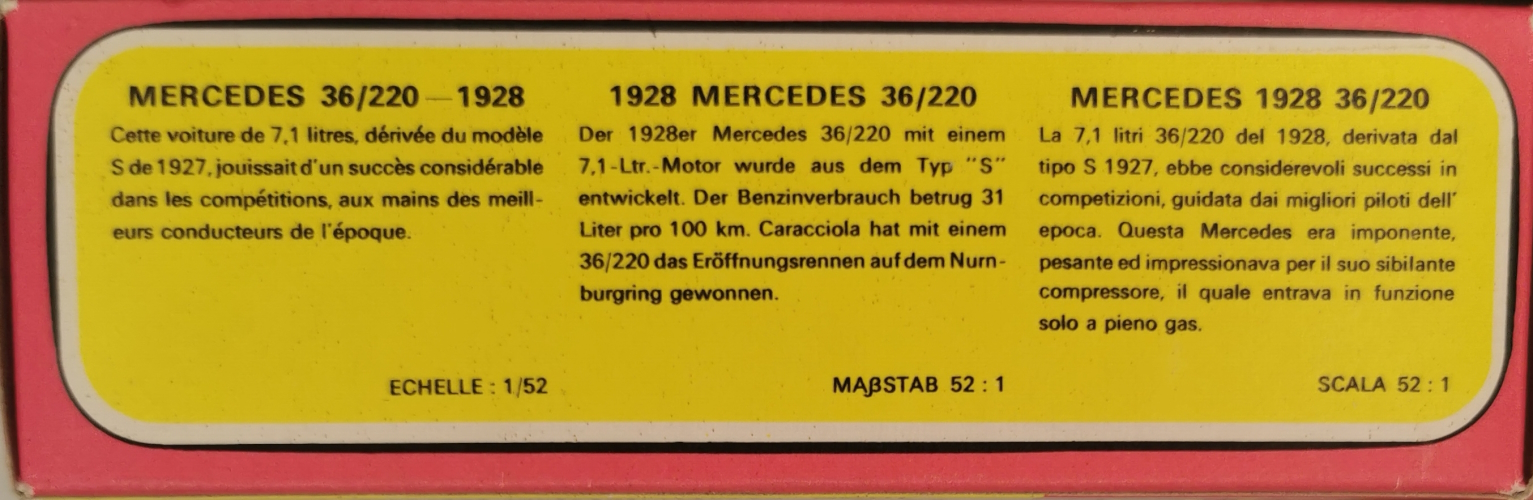 MERCEDES 36/220 — 1928
Cette voiture de 7,1 litres, dérivée du modèle
S de 1927, jouissait d'un succès considérable
dans les compétitions, aux mains des meill-
eurs conducteurs de l'époque.
ECHELLE : 1/52
1928 MERCEDES 36/220
Der 1928er Mercedes 36/220 mit einem
7,1-Ltr.-Motor wurde aus dem Typ "S"
entwickelt. Der Benzinverbrauch betrug 31
Liter pro 100 km. Caracciola hat mit einem
36/220 das Eröffnungsrennen auf dem Nurn-
burgring gewonnen.
MAßSTAB 52 : 1
MERCEDES 1928 36/220
La 7,1 litri 36/220 del 1928, derivata dal
tipo S 1927, ebbe considerevoli successi in
competizioni, guidata dai migliori piloti dell'
epoca. Questa Mercedes era imponente,
pesante ed impressionava per il suo sibilante
compressore, il quale entrava in funzione
solo a pieno gas.
SCALA 52 : 1